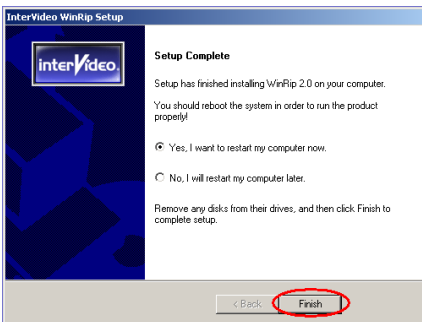 InterVideo WinRip Setup
interVideo.
Setup Complete
Setup has finished installing WinRip 2.0 on your computer.
You should reboot the system in order to run the product
properly!
Yes, I want to restart my computer now.
No, I will restart my computer later.
Remove any disks from their drives, and then click Finish to
complete setup.
< Back
Finish